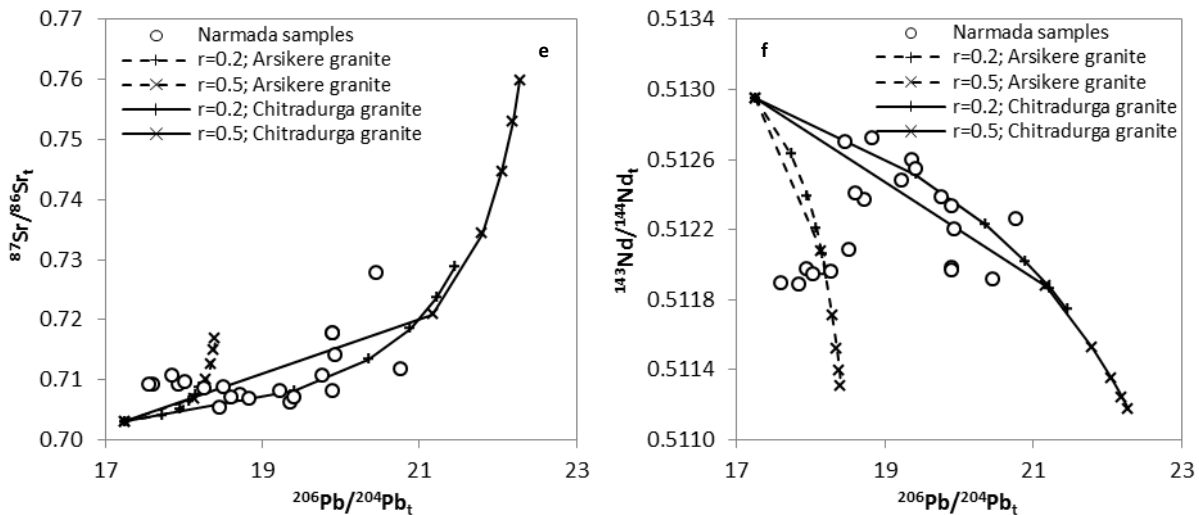 0.77
0.76
0.75
0.74
0.73
0.72
0.71
0.70
⁸⁷Sr/⁸⁶Srₜ
Narmada samples
r=0.2; Arsikere granite
r=0.5; Arsikere granite
r=0.2; Chitradurga granite
r=0.5; Chitradurga granite
e
17 19 21 23
²⁰⁶Pb/²⁰⁴Pbₜ
0.5134
0.5130
0.5126
0.5122
0.5118
0.5114
0.5110
¹⁴³Nd/¹⁴⁴Ndₜ
Narmada samples
r=0.2; Arsikere granite
r=0.5; Arsikere granite
r=0.2; Chitradurga granite
r=0.5; Chitradurga granite
f
17 19 21 23
²⁰⁶Pb/²⁰⁴Pbₜ